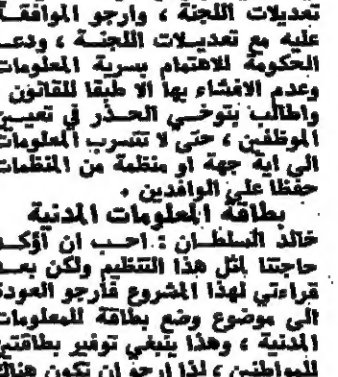 تعديلات اللجنة ، وارجو الموافقة
عليه مع تعديلات اللجنة ، ودعـا
الحكومة للاهتمام بسرية المعلومات
وعدم الافشاء بها الا طبقا للقانون
واطالب بتوخي الحذر في تعيين
الموظفين ، حتى لا تتسرب المعلومات
الى اية جهة او منظمة من المنظمات
حفظا على الوافدين .
بطاقة المعلومات المدنية
خالد السلطان : احب ان أؤكد
حاجتنا لمثل هذا التنظيم ولكن بعد
قراءتي لهذا المشروع فأرجو العودة
الى موضوع وضع بطاقة للمعلومات
المدنية ، وهذا ينبغي توفير بطاقتين
للمواطنين ، لذا ارجو ان تكون هناك